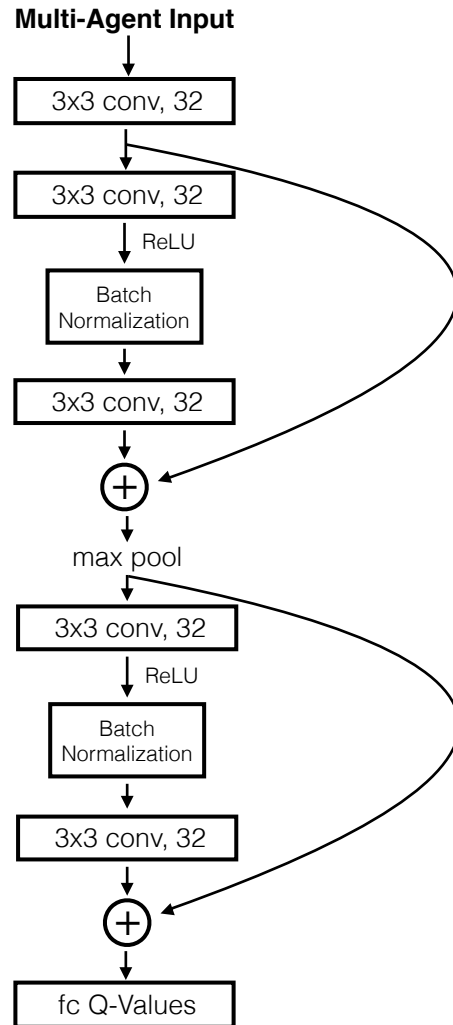 Multi-Agent Input
3x3 conv, 32
3x3 conv, 32
ReLU
Batch
Normalization
3x3 conv, 32
+
max pool
3x3 conv, 32
ReLU
Batch
Normalization
3x3 conv, 32
+
fc Q-Values